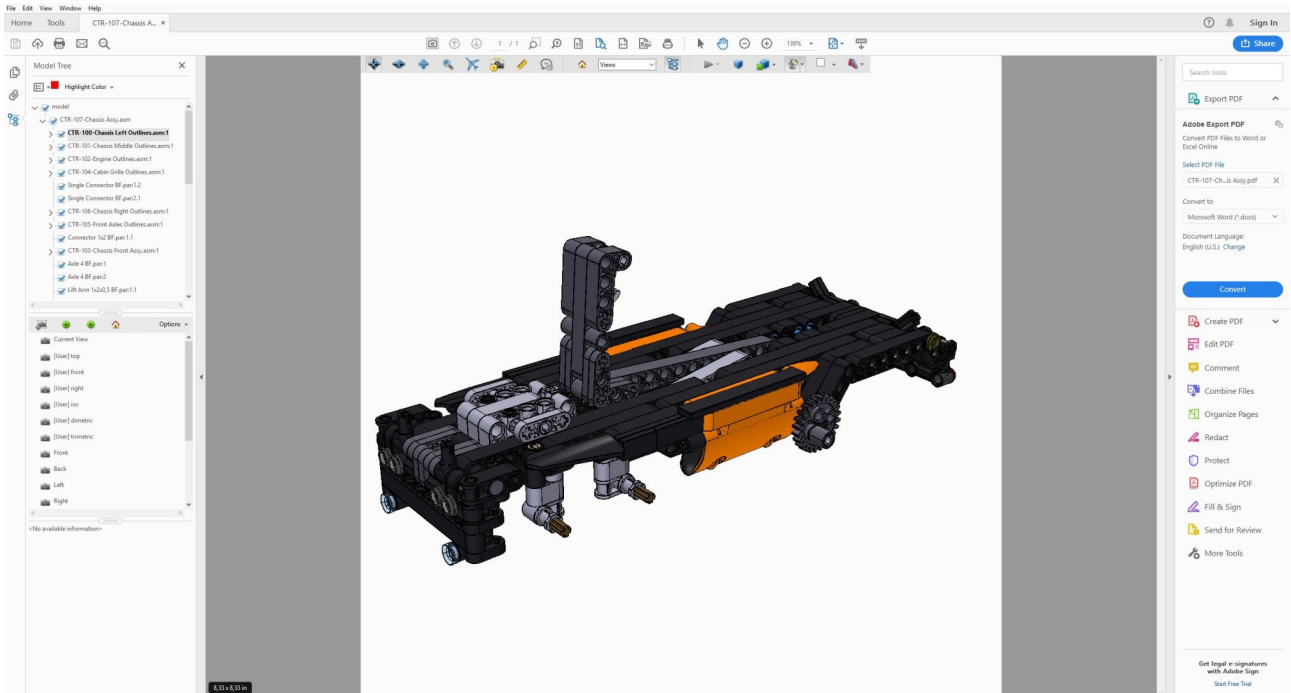 File Edit View Window Help
Home Tools CTR-107-Chassis A... × Sign In
1 / 1 138% Share
Model Tree ×
Highlight Color
model
CTR-107-Chassis Assy.asm
CTR-100-Chassis Left Outlines.asm:1
CTR-101-Chassis Middle Outlines.asm:1
CTR-102-Engine Outlines.asm:1
CTR-104-Cabin Grille Outlines.asm:1
Single Connector BF.par:1.2
Single Connector BF.par:2.1
CTR-106-Chassis Right Outlines.asm:1
CTR-105-Front Axles Outlines.asm:1
Connector 1x2 BF.par:1.1
CTR-103-Chassis Front Assy.asm:1
Axle 4 BF.par:1
Axle 4 BF.par:2
Lift Arm 1x2x0,5 BF.par:1.1
Options
Current View
[User] top
[User] front
[User] right
[User] iso
[User] dimetric
[User] trimetric
Front
Back
Left
Right
<No available information>
Views
8,33 x 8,33 in
Search tools
Export PDF
Adobe Export PDF
Convert PDF Files to Word or
Excel Online
Select PDF File
CTR-107-Ch...is Assy.pdf ×
Convert to
Microsoft Word (*.docx)
Document Language:
English (U.S.) Change
Convert
Create PDF
Edit PDF
Comment
Combine Files
Organize Pages
Redact
Protect
Optimize PDF
Fill & Sign
Send for Review
More Tools
Get legal e-signatures
with Adobe Sign
Start Free Trial